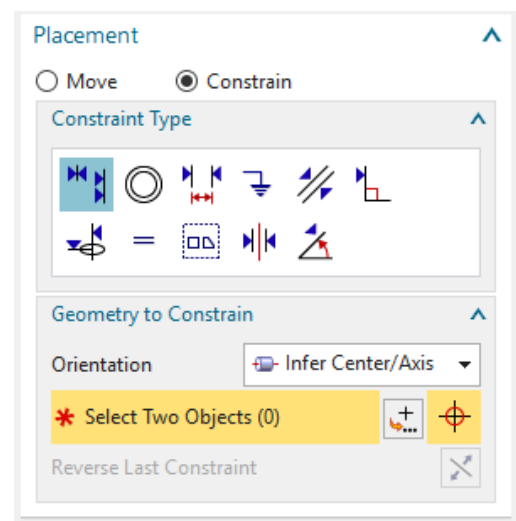 Placement
Move Constrain
Constraint Type
Geometry to Constrain
Orientation Infer Center/Axis
* Select Two Objects (0)
Reverse Last Constraint